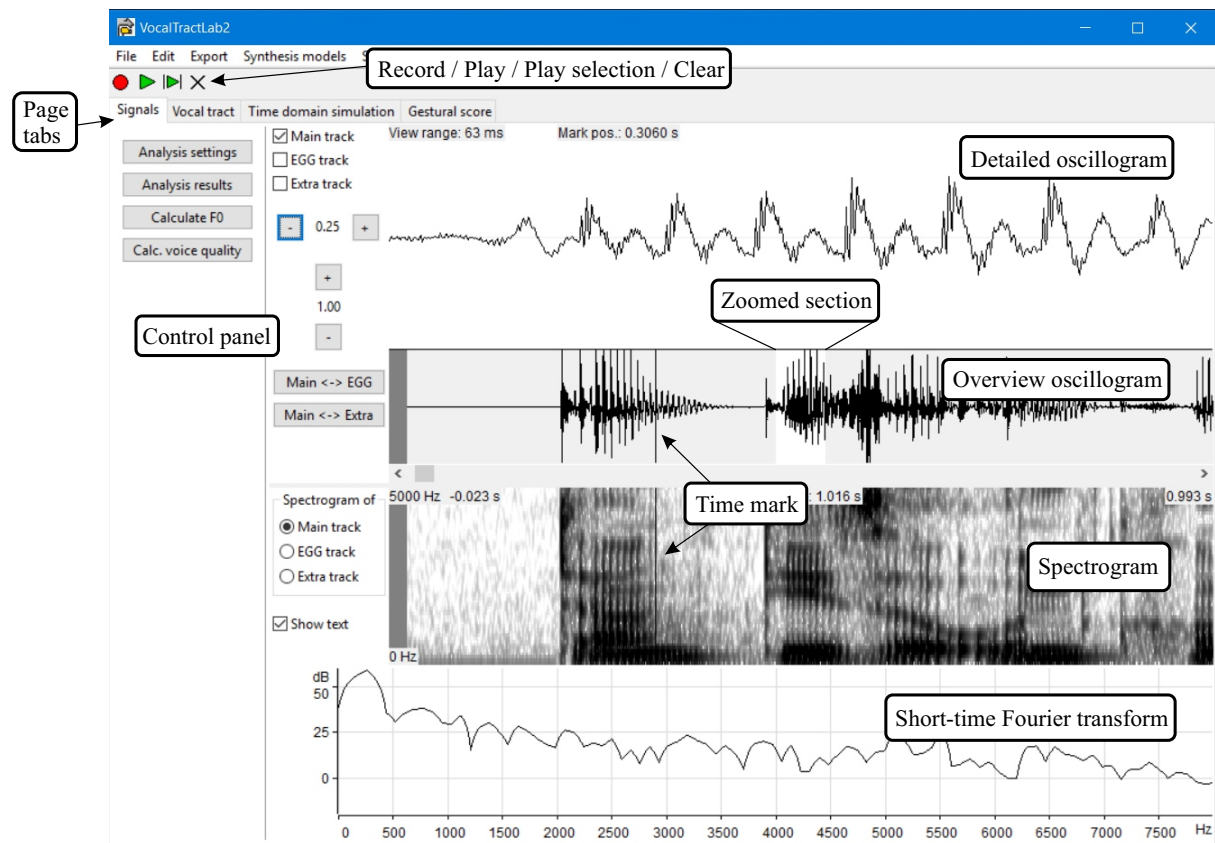 VocalTractLab2
File Edit Export Synthesis models
Record / Play / Play selection / Clear
Page
tabs
Signals Vocal tract Time domain simulation Gestural score
Analysis settings
Analysis results
Calculate F0
Calc. voice quality
Main track
EGG track
Extra track
- 0.25 +
+
1.00
-
Control panel
Main <-> EGG
Main <-> Extra
View range: 63 ms Mark pos.: 0.3060 s
Detailed oscillogram
Zoomed section
Overview oscillogram
Time mark
Spectrogram of
Main track
EGG track
Extra track
Show text
5000 Hz -0.023 s 1.016 s 0.993 s
Spectrogram
0 Hz
dB
50
25
0
Short-time Fourier transform
0 500 1000 1500 2000 2500 3000 3500 4000 4500 5000 5500 6000 6500 7000 7500 Hz